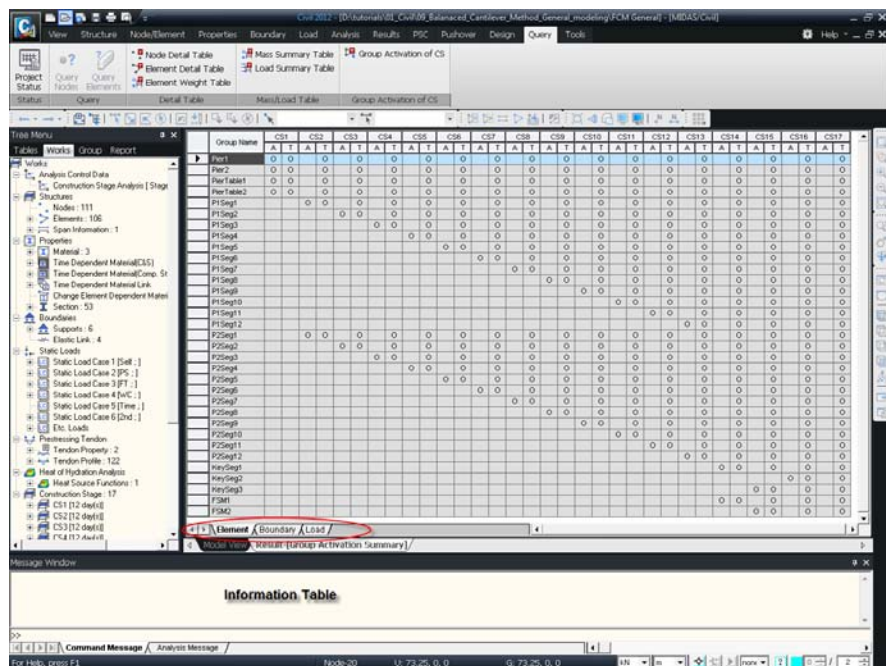 Civil 2012 - [D:\tutorials\01_Civil\09_Balanaced_Cantilever_Method_General_modeling\FCM General] - [MIDAS/Civil]
View Structure Node/Element Properties Boundary Load Analysis Results PSC Pushover Design Query Tools Help
Project Status
Query Nodes
Query Elements
Node Detail Table
Element Detail Table
Element Weight Table
Mass Summary Table
Load Summary Table
Group Activation of CS
Status Query Detail Table Mass/Load Table Group Activation of CS
Tree Menu
Tables Works Group Report
Works
Analysis Control Data
Construction Stage Analysis [ Stage
Structures
Nodes : 111
Elements : 106
Span Information : 1
Properties
Material : 3
Time Dependent Material(C&S)
Time Dependent Material(Comp. St
Time Dependent Material Link
Change Element Dependent Materi
Section : 53
Boundaries
Supports : 6
Elastic Link : 4
Static Loads
Static Load Case 1 [Self ; ]
Static Load Case 2 [PS ; ]
Static Load Case 3 [FT ; ]
Static Load Case 4 [WC ; ]
Static Load Case 5 [Time ; ]
Static Load Case 6 [2nd ; ]
Etc. Loads
Prestressing Tendon
Tendon Property : 2
Tendon Profile : 122
Heat of Hydration Analysis
Heat Source Functions : 1
Construction Stage : 17
CS1 [12 day(s)]
CS2 [12 day(s)]
CS3 [12 day(s)]
CS4 [12 day(s)]
Group Name CS1 CS2 CS3 CS4 CS5 CS6 CS7 CS8 CS9 CS10 CS11 CS12 CS13 CS14 CS15 CS16 CS17
A T A T A T A T A T A T A T A T A T A T A T A T A T A T A T A T A T
Pier1 O O O O O O O O O O O O O O O O O O
Pier2 O O O O O O O O O O O O O O O O O O
PierTable1 O O O O O O O O O O O O O O O O O O
PierTable2 O O O O O O O O O O O O O O O O O O
P1Seg1 O O O O O O O O O O O O O O O O O
P1Seg2 O O O O O O O O O O O O O O O O
P1Seg3 O O O O O O O O O O O O O O O
P1Seg4 O O O O O O O O O O O O O O
P1Seg5 O O O O O O O O O O O O O
P1Seg6 O O O O O O O O O O O O
P1Seg7 O O O O O O O O O O O
P1Seg8 O O O O O O O O O O
P1Seg9 O O O O O O O O O
P1Seg10 O O O O O O O O
P1Seg11 O O O O O O O
P1Seg12 O O O O O O
P2Seg1 O O O O O O O O O O O O O O O O O
P2Seg2 O O O O O O O O O O O O O O O O
P2Seg3 O O O O O O O O O O O O O O O
P2Seg4 O O O O O O O O O O O O O O
P2Seg5 O O O O O O O O O O O O O
P2Seg6 O O O O O O O O O O O O
P2Seg7 O O O O O O O O O O O
P2Seg8 O O O O O O O O O O
P2Seg9 O O O O O O O O O
P2Seg10 O O O O O O O O
P2Seg11 O O O O O O O
P2Seg12 O O O O O O
KeySeg1 O O O O O
KeySeg2 O O O
KeySeg3 O O O O
FSM1 O O O O O
FSM2 O O O O
Element Boundary Load
Model View Result-[Group Activation Summary]
Message Window
Information Table
>>
Command Message Analysis Message
For Help, press F1 Node-20 U: 73.25, 0, 0 G: 73.25, 0, 0 kN m non 2